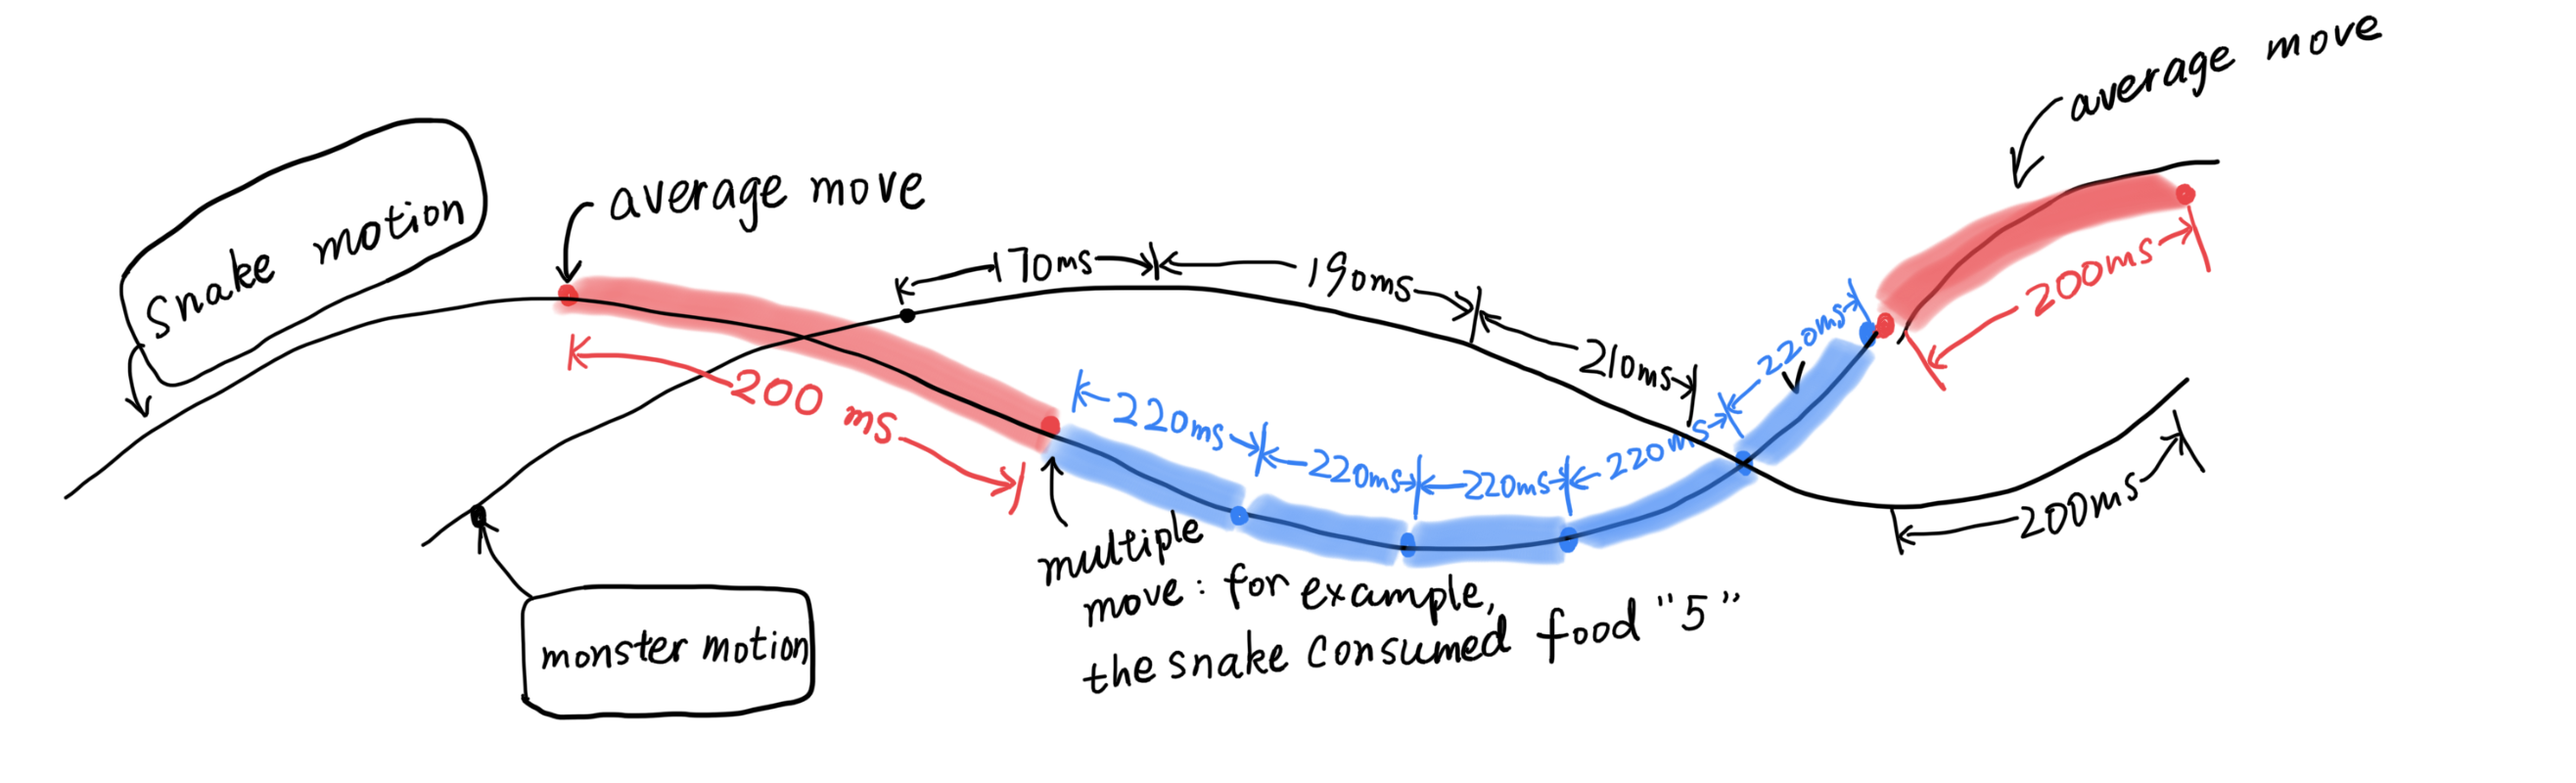 average move
snake motion
average move
170ms
190ms
210ms
200 ms
220ms
220ms
220ms
220ms
220ms
200ms
200ms
multiple
move: for example,
the snake consumed food "5"
monster motion